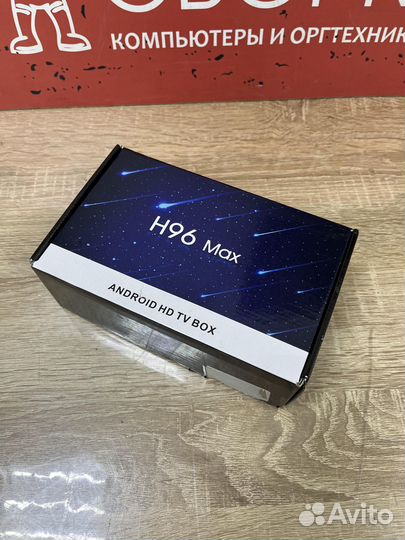 КОМПЬЮТЕРЫ И ОРГТЕХНИК
H96 Max
ANDROID HD TV BOX
Avito